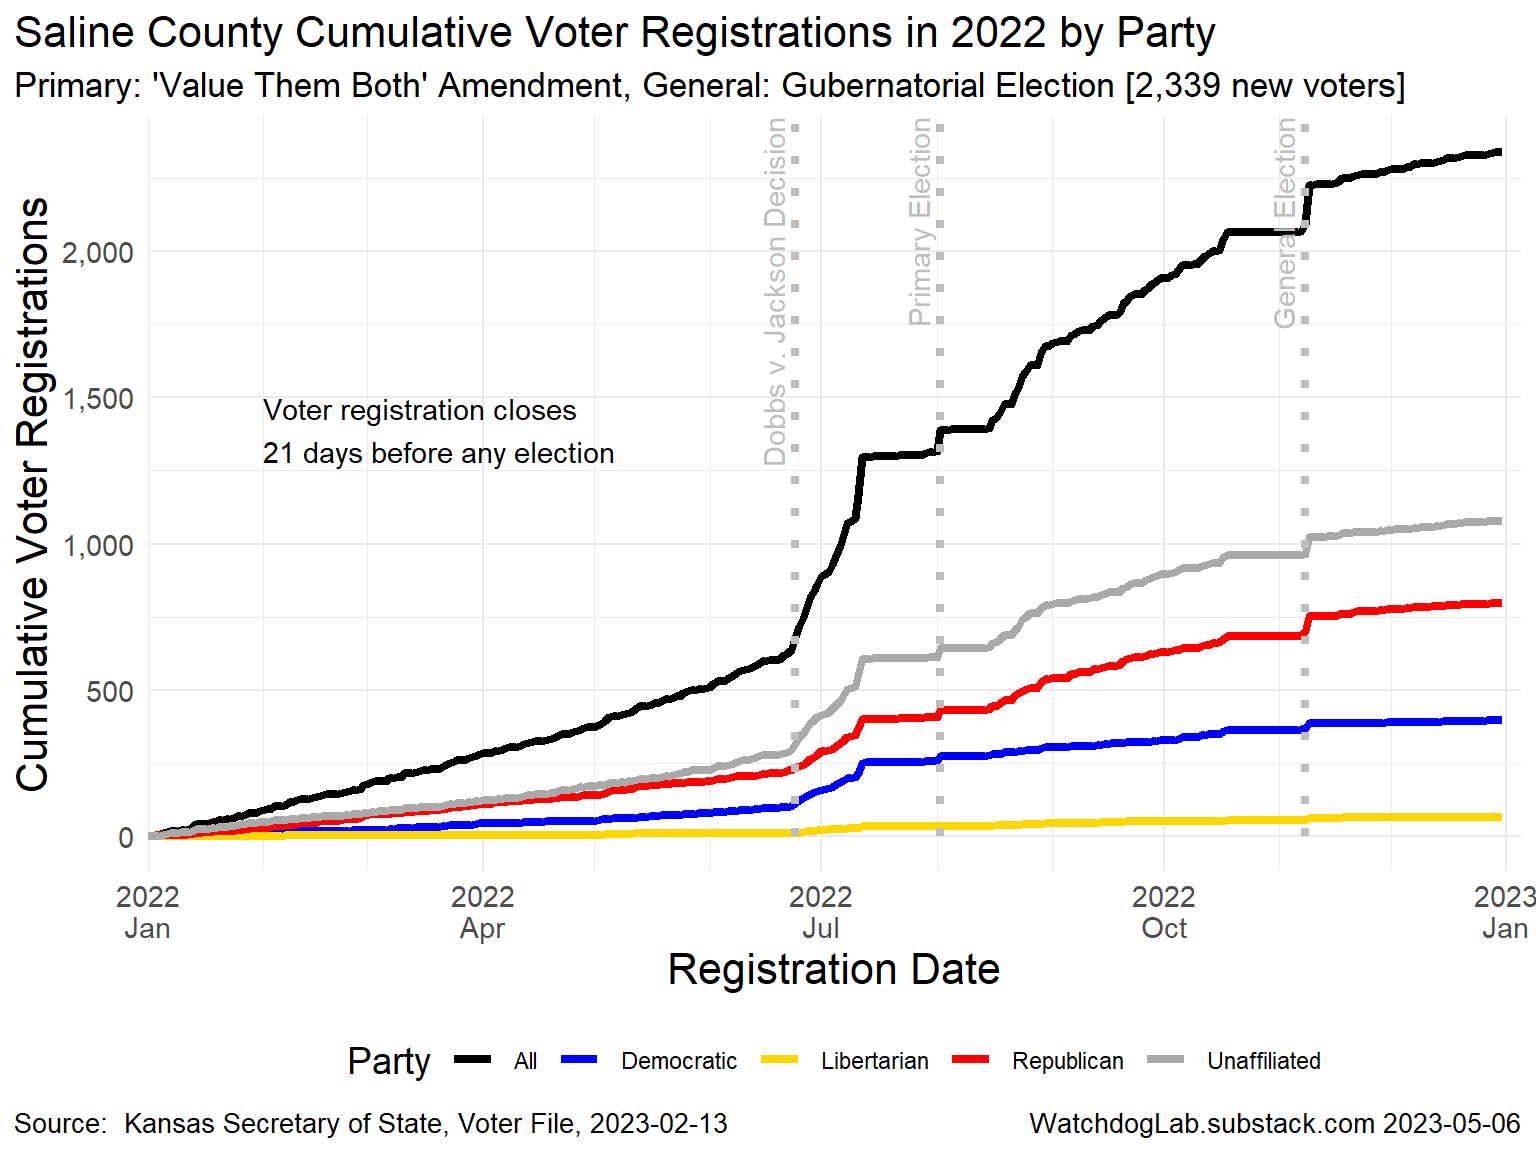 Saline County Cumulative Voter Registrations in 2022 by Party
Primary: 'Value Them Both' Amendment, General: Gubernatorial Election [2,339 new voters]
Cumulative Voter Registrations
2,000
1,500
1,000
500
0
Dobbs v. Jackson Decision
Primary Election
General Election
Voter registration closes
21 days before any election
2022
Jan
2022
Apr
2022
Jul
2022
Oct
2023
Jan
Registration Date
Party
All
Democratic
Libertarian
Republican
Unaffiliated
Source:  Kansas Secretary of State, Voter File, 2023-02-13
WatchdogLab.substack.com 2023-05-06